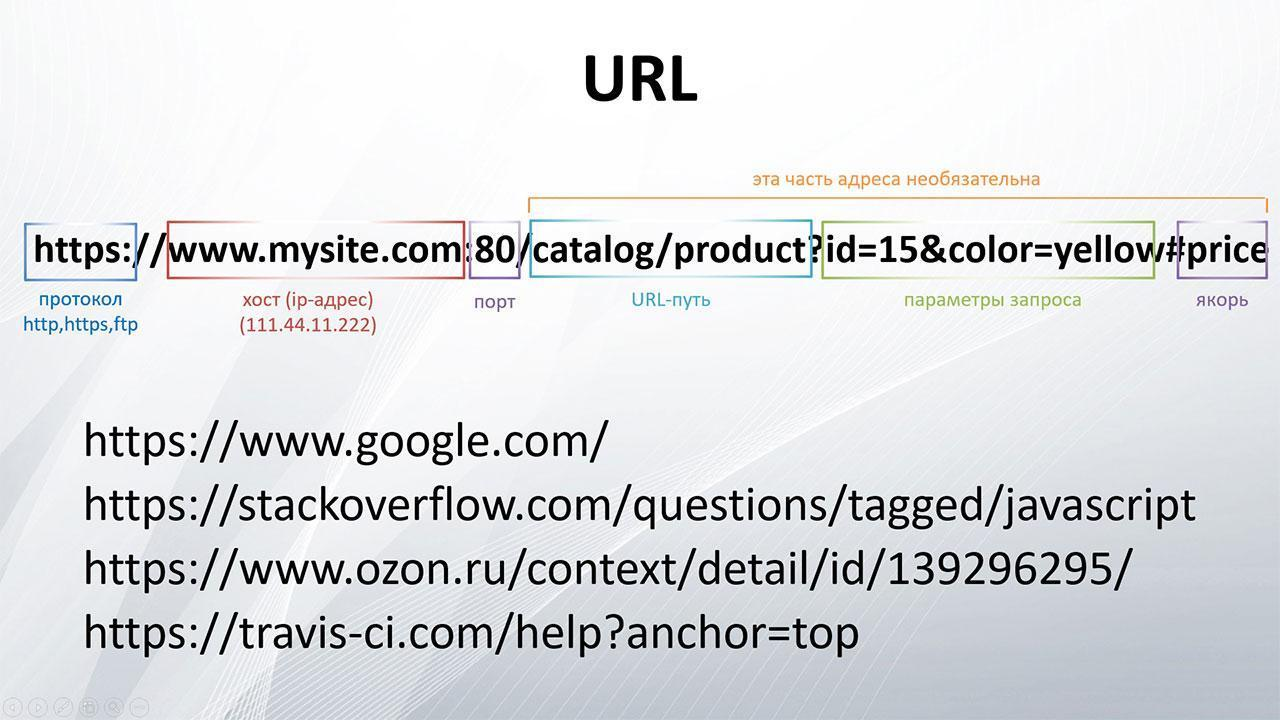 URL
эта часть адреса необязательна
https://www.mysite.com:80/catalog/product?id=15&color=yellow#price
протокол хост (ip-адрес) порт URL-путь параметры запроса якорь
http,https,ftp (111.44.11.222)
https://www.google.com/
https://stackoverflow.com/questions/tagged/javascript
https://www.ozon.ru/context/detail/id/139296295/
https://travis-ci.com/help?anchor=top